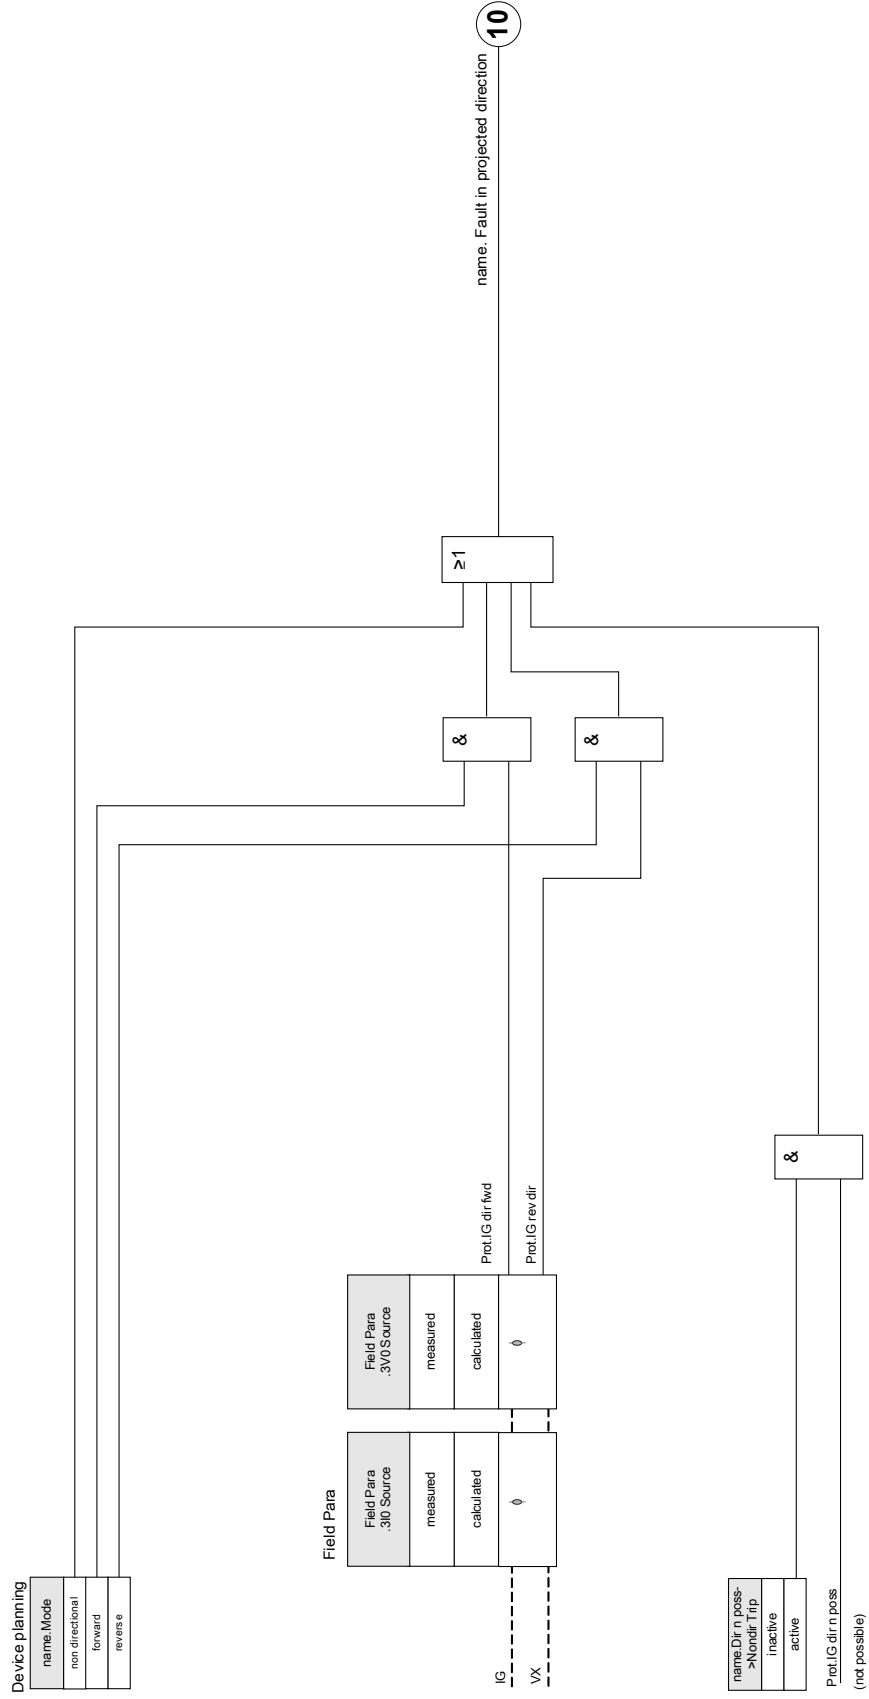 Device planning
name.Mode
non directional
forward
reverse
Field Para
Field Para
.3I0 Source
measured
calculated
φ
Field Para
.3V0 Source
measured
calculated
φ
IG
VX
Prot.IG dir fwd
Prot.IG rev dir
name.Dir n poss-
>Nondir Trip
inactive
active
Prot.IG dir n poss
(not possible)
&
&
&
≥1
name. Fault in projected direction
10